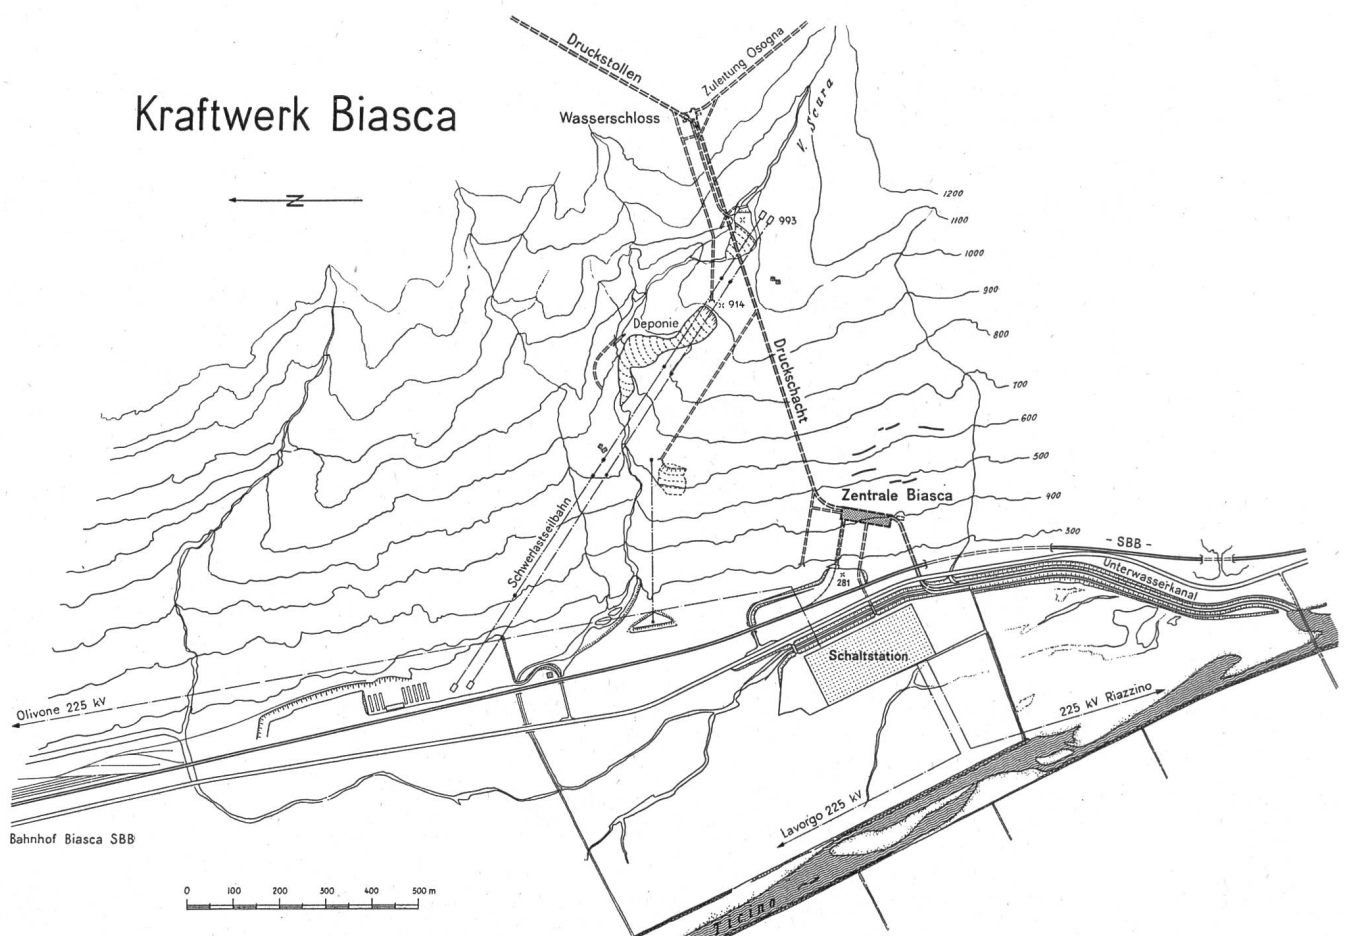 Druckstollen
Zuleitung Osogna
Kraftwerk Biasca
Wasserschloss
V. Scura
N
1200
993
1100
1000
900
914
Deponie
800
Druckschacht
700
600
500
Zentrale Biasca
400
Schwerlastseilbahn
300
- SBB -
281
Unterwasserkanal
Schaltstation
Olivone 225 kV
225 kV Riazzino
Lavorgo 225 kV
Bahnhof Biasca SBB
0 100 200 300 400 500 m
Ticino